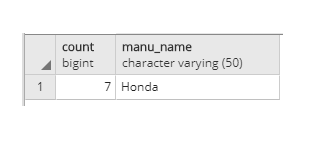 count manu_name
bigint character varying (50)
1 7 Honda